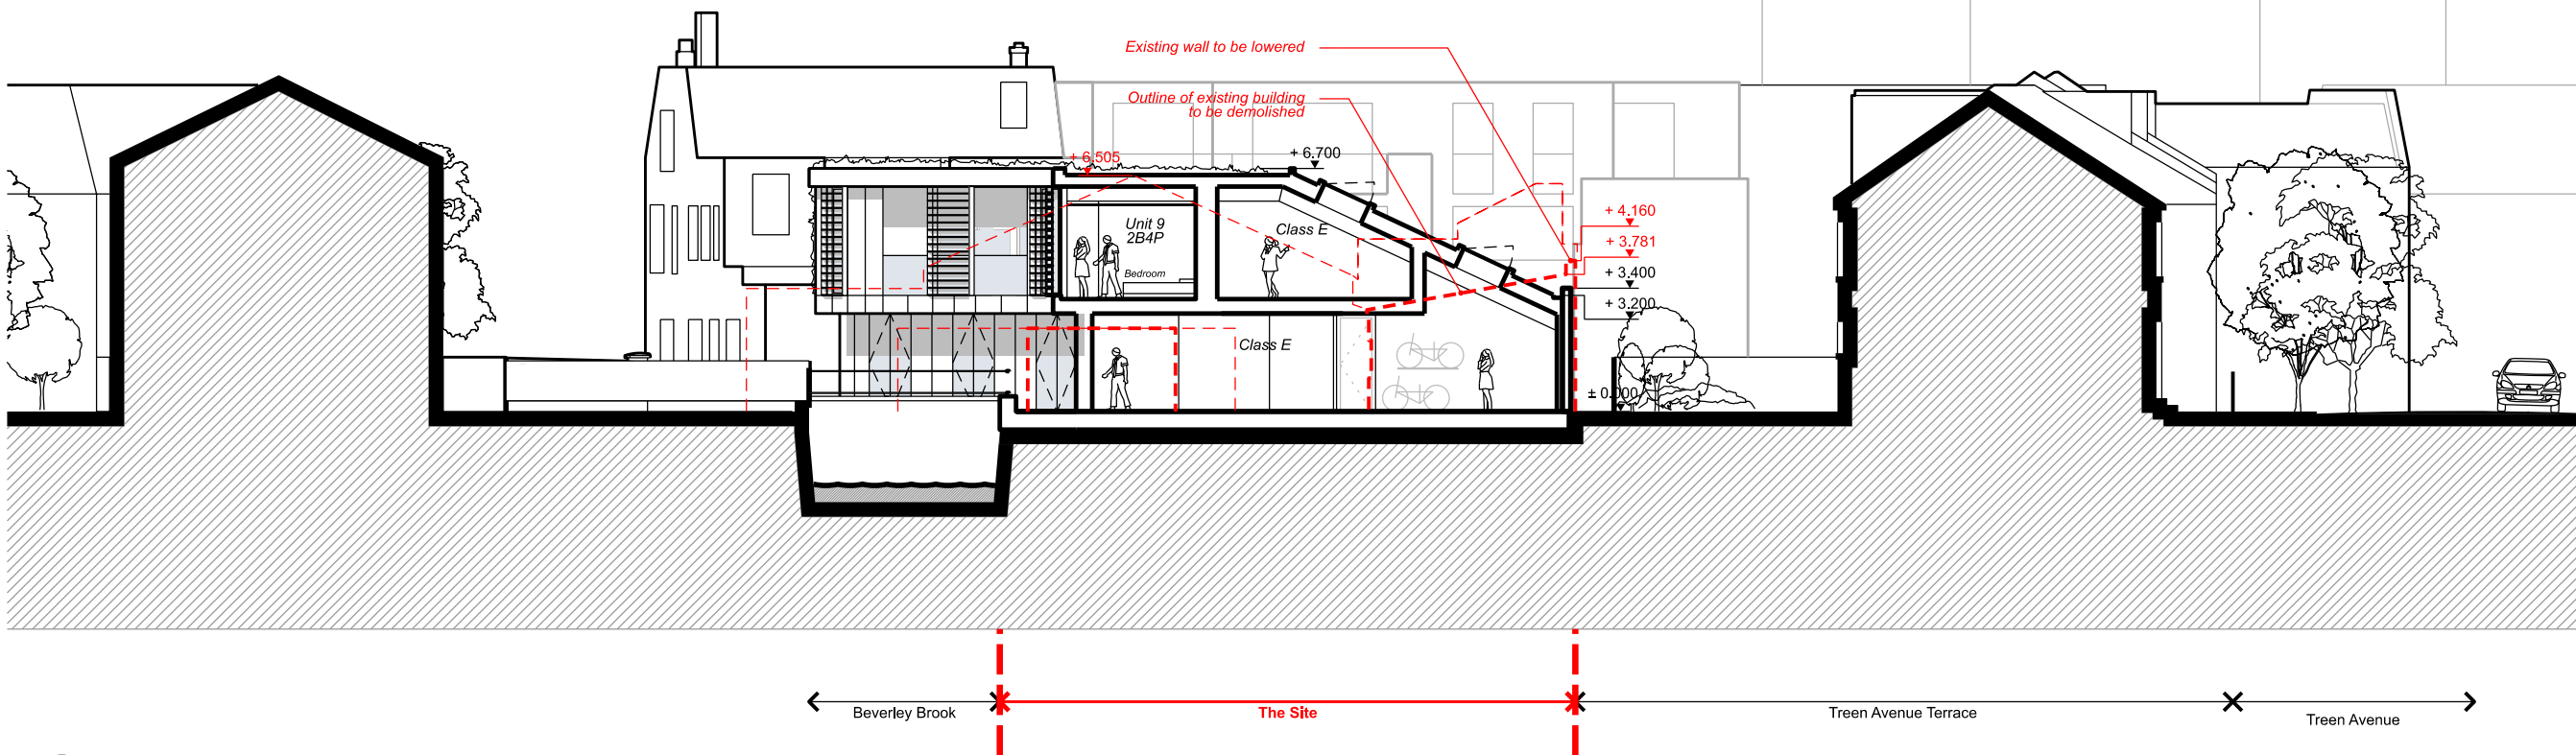 Existing wall to be lowered
Outline of existing building
to be demolished
+ 6.505
+ 6.700
Unit 9
2B4P
Class E
Bedroom
+ 4.160
+ 3.781
+ 3.400
+ 3.200
Class E
± 0.000
Beverley Brook
The Site
Treen Avenue Terrace
Treen Avenue